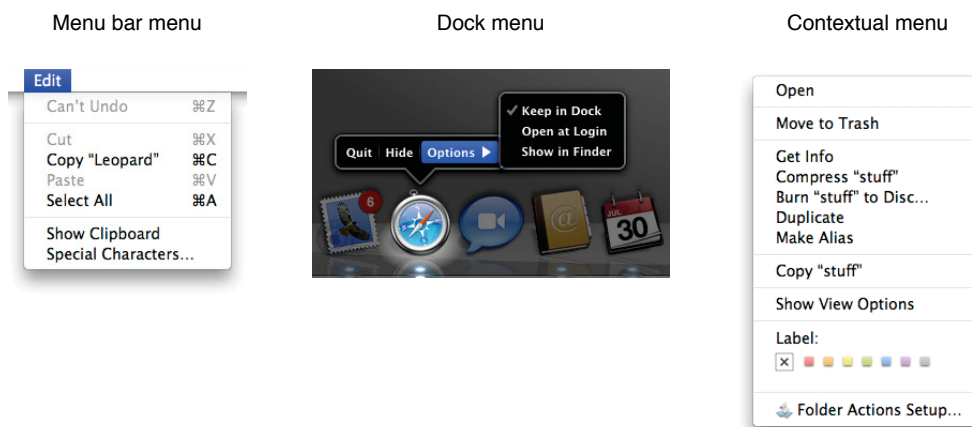 Menu bar menu
Edit
Can't Undo ⌘Z
Cut ⌘X
Copy “Leopard” ⌘C
Paste ⌘V
Select All ⌘A
Show Clipboard
Special Characters...
Dock menu
Keep in Dock
Open at Login
Show in Finder
Quit Hide Options
6
@
JUL
30
Contextual menu
Open
Move to Trash
Get Info
Compress “stuff”
Burn “stuff” to Disc...
Duplicate
Make Alias
Copy “stuff”
Show View Options
Label:
Folder Actions Setup...